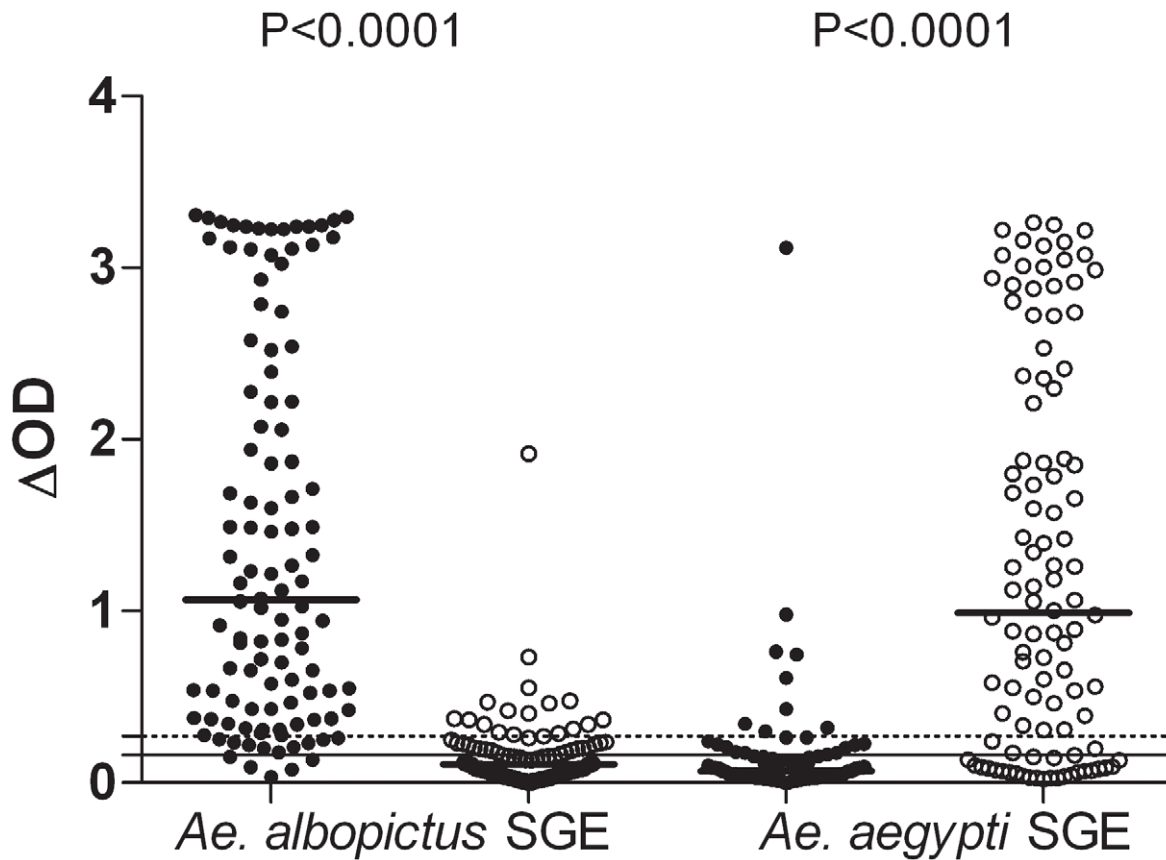 P<0.0001 P<0.0001
4
3
2
1
0
ΔOD
Ae. albopictus SGE Ae. aegypti SGE